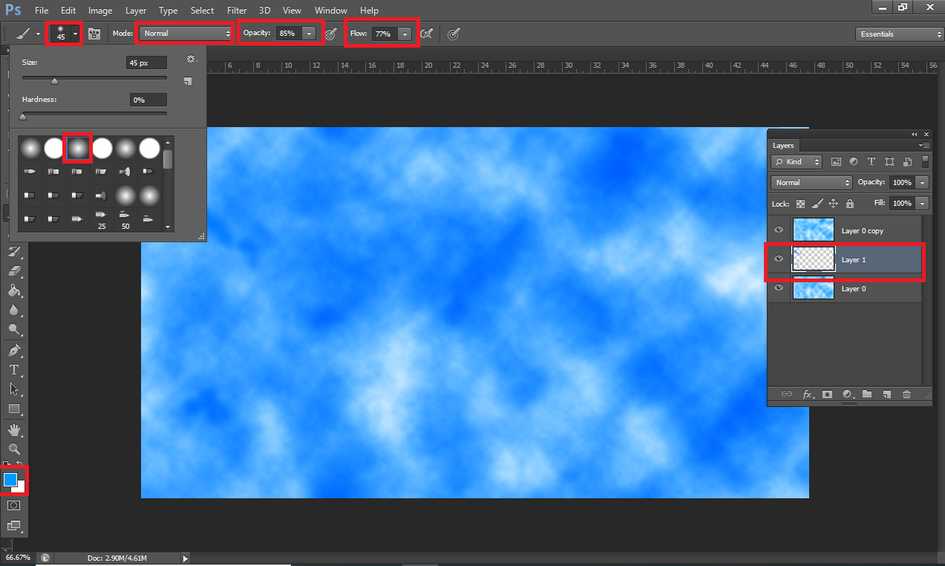 Ps File Edit Image Layer Type Select Filter 3D View Window Help
45 Mode: Normal Opacity: 85% Flow: 77% Essentials
Size: 45 px
Hardness: 0%
25 50
6 8 10 12 14 16 18 20 22 24 26 28 30 32 34 36 38 40 42 44 46 48 50 52 54 56
Layers
Kind T
Normal Opacity: 100%
Lock: Fill: 100%
Layer 0 copy
Layer 1
Layer 0
fx
T
66.67% Doc: 2.90M/4.61M